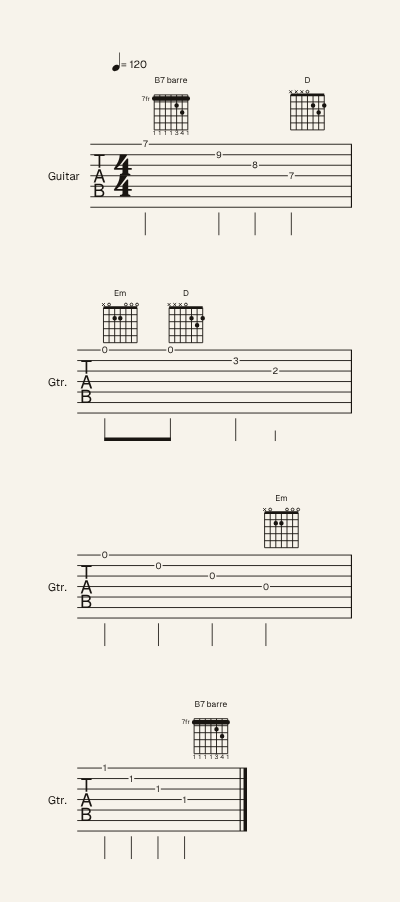 = 120
B7 barre D
7fr x x x o
1 1 1 1 3 4 1
7
T 4 9
Guitar A 8
B 4 7
Em D
x o o o o x x x o
0 0
T 3
Gtr. A 2
B
Em
x o o o o
0
T 0
Gtr. A 0
B 0
B7 barre
7fr
1 1 1 1 3 4 1
1
T 1
Gtr. A 1
B 1